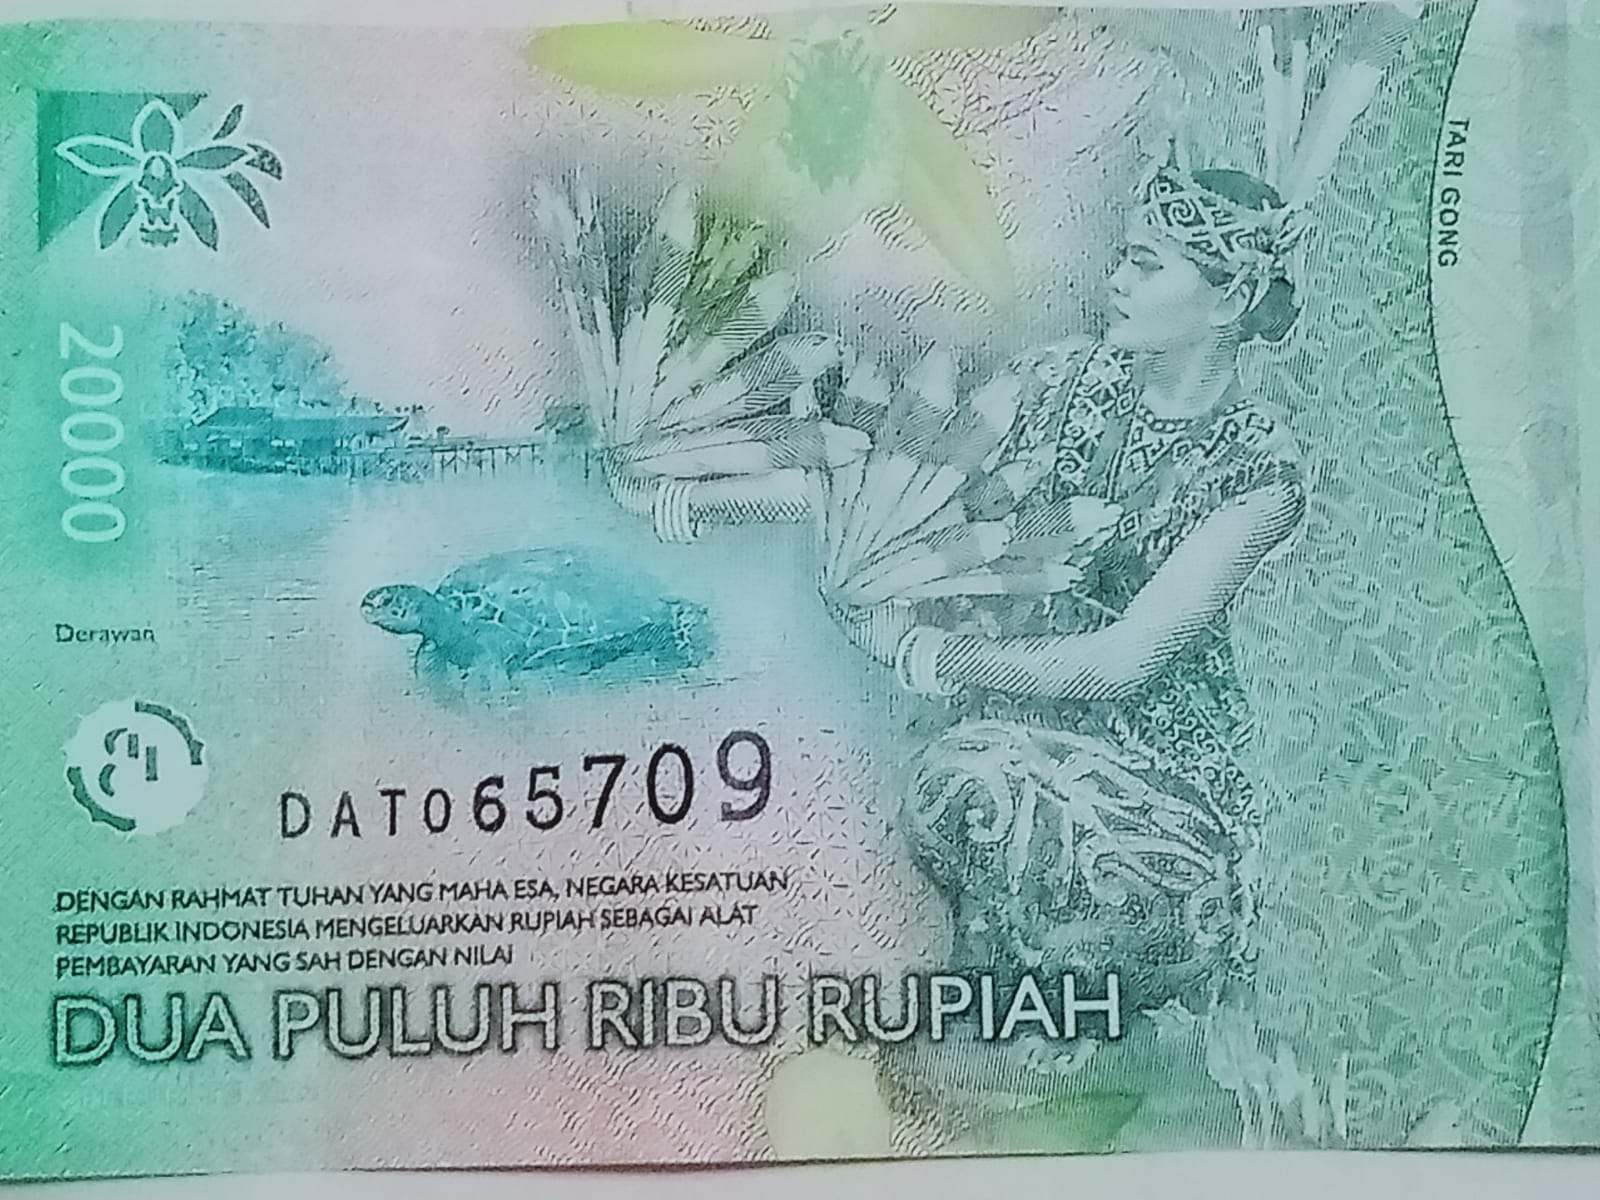 TARI GONG
20000
Derawan
DAT065709
DENGAN RAHMAT TUHAN YANG MAHA ESA, NEGARA KESATUAN
REPUBLIK INDONESIA MENGELUARKAN RUPIAH SEBAGAI ALAT
PEMBAYARAN YANG SAH DENGAN NILAI
DUA PULUH RIBU RUPIAH